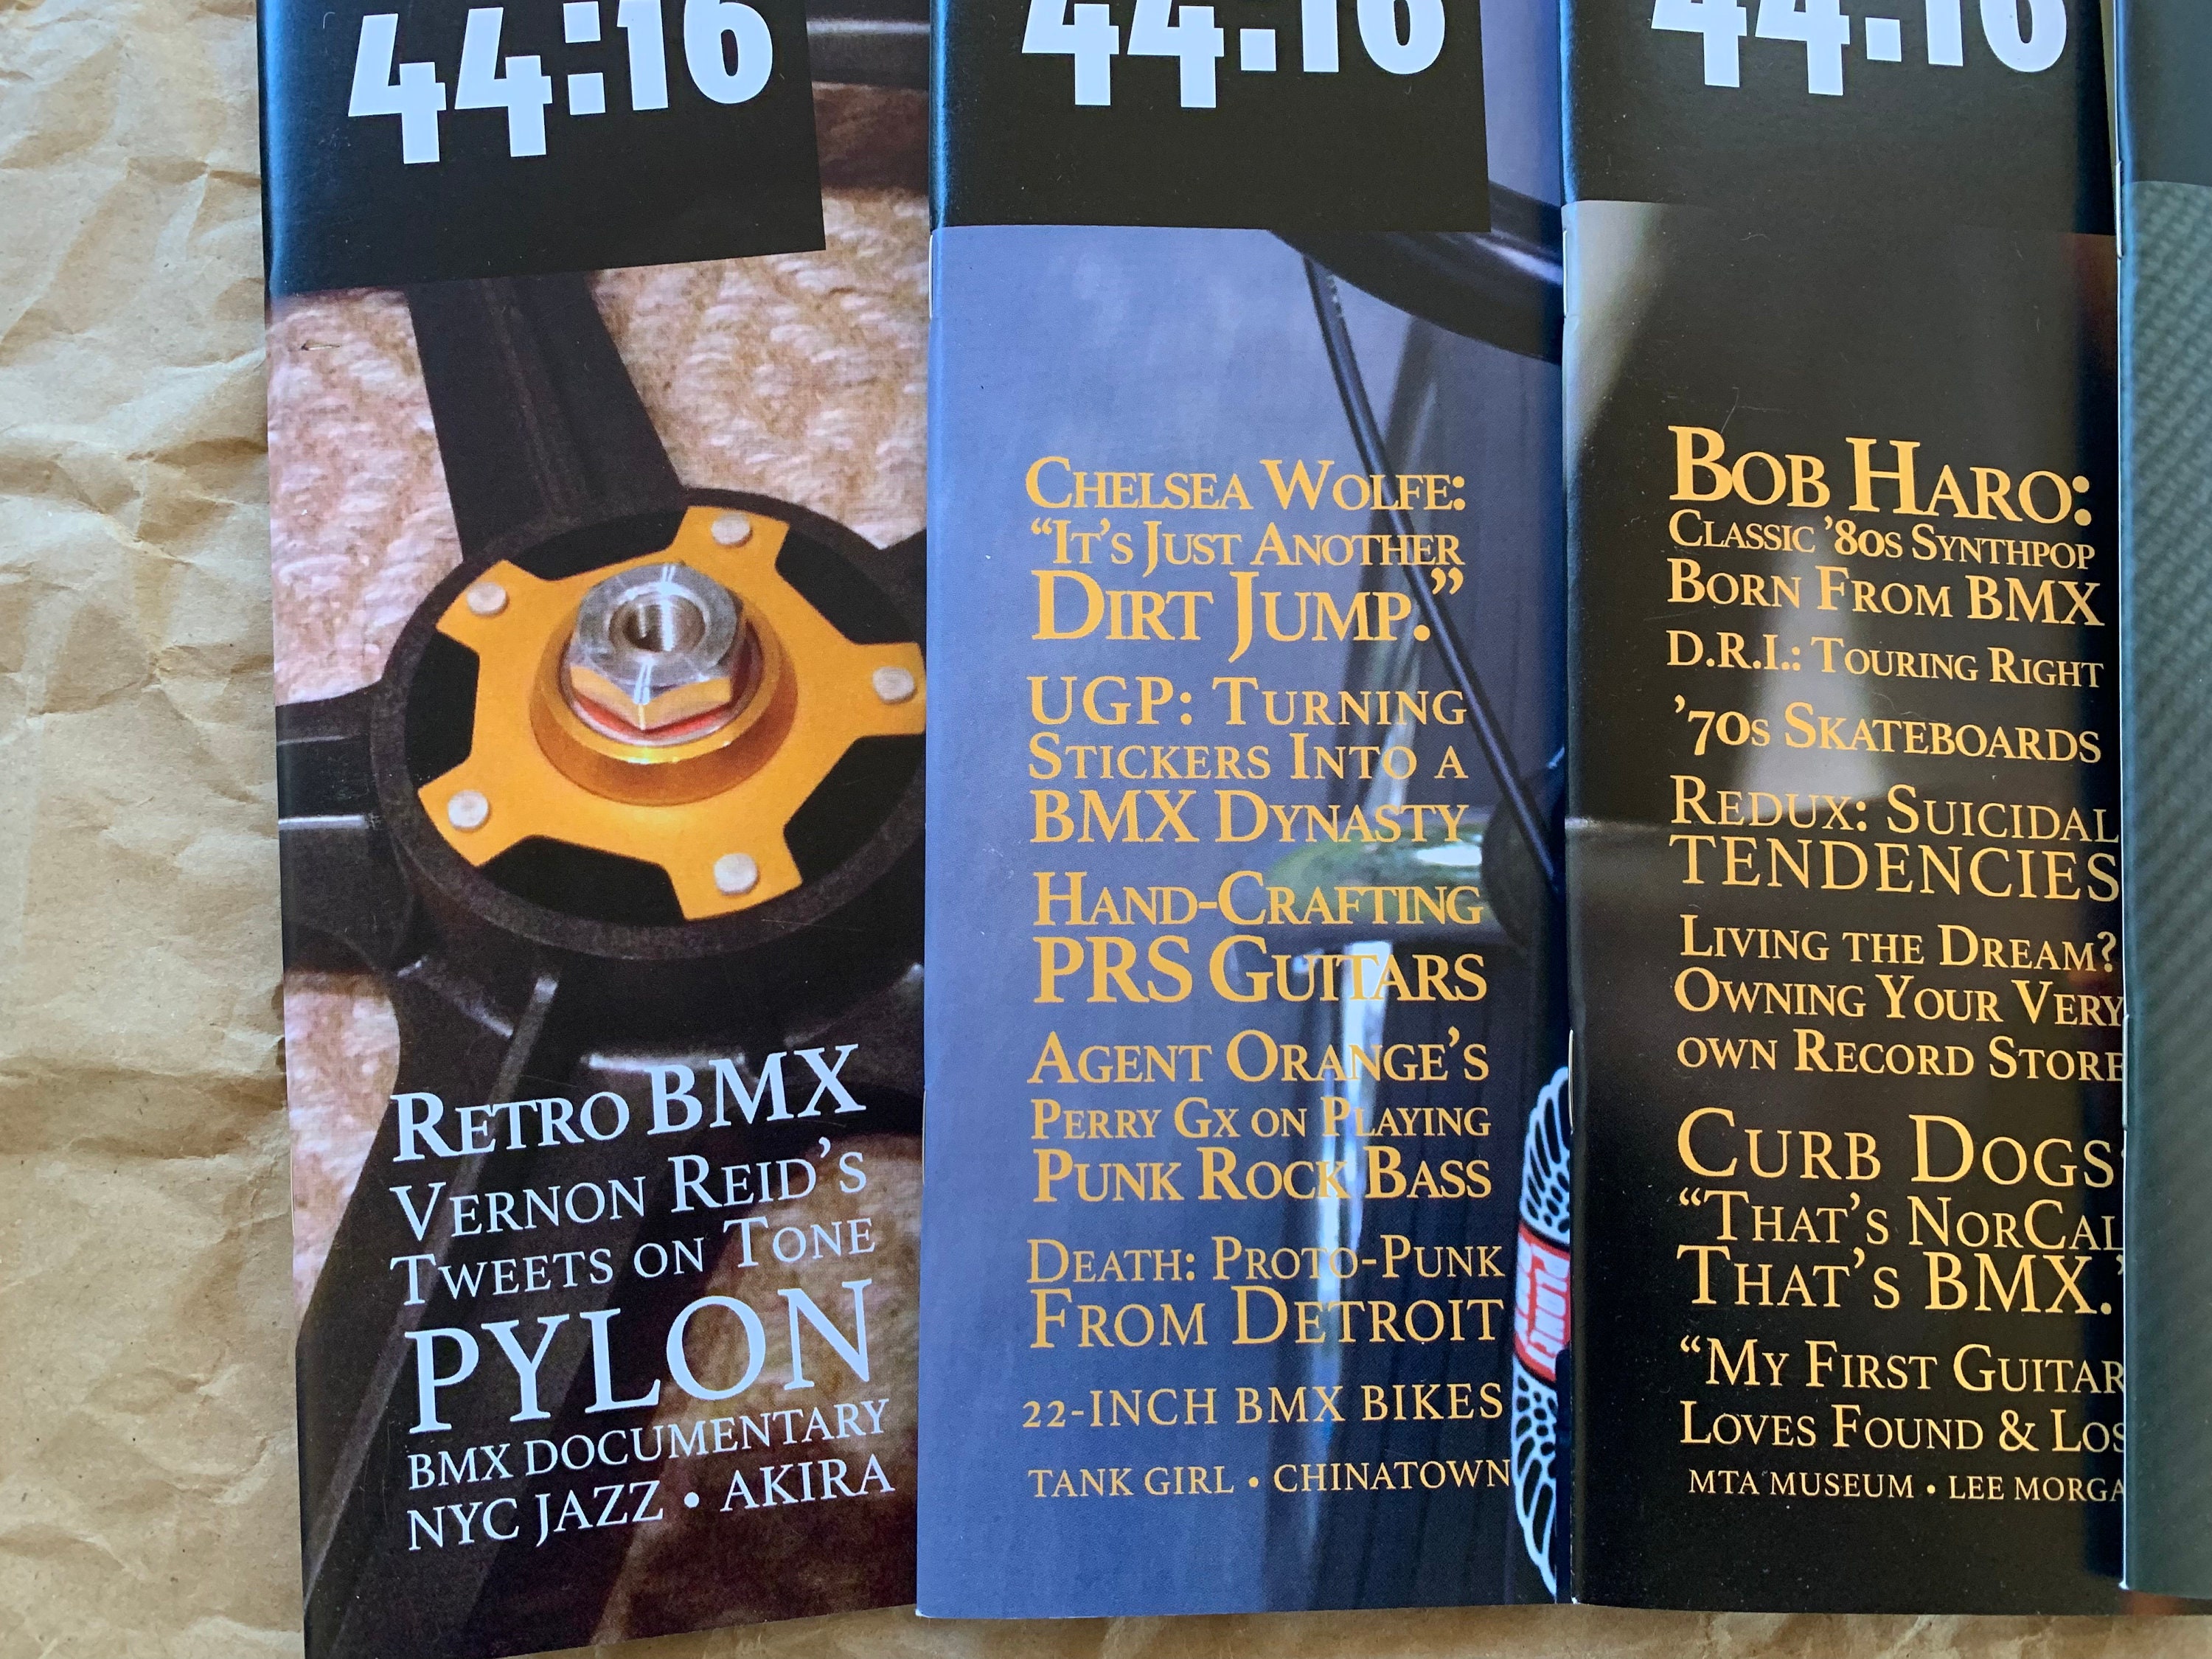 44:16
RETRO BMX
VERNON REID'S
TWEETS ON TONE
PYLON
BMX DOCUMENTARY
NYC JAZZ • AKIRA
44:16
CHELSEA WOLFE:
“IT'S JUST ANOTHER
DIRT JUMP.”
UGP: TURNING
STICKERS INTO A
BMX DYNASTY
HAND-CRAFTING
PRS GUITARS
AGENT ORANGE'S
PERRY GX ON PLAYING
PUNK ROCK BASS
DEATH: PROTO-PUNK
FROM DETROIT
22-INCH BMX BIKES
TANK GIRL • CHINATOWN
44:16
BOB HARO:
CLASSIC '80S SYNTHPOP
BORN FROM BMX
D.R.I.: TOURING RIGHT
'70S SKATEBOARDS
REDUX: SUICIDAL
TENDENCIES
LIVING THE DREAM?
OWNING YOUR VERY
OWN RECORD STORE
CURB DOGS:
“THAT'S NORCAL
THAT'S BMX.”
“MY FIRST GUITAR
LOVES FOUND & LOS
MTA MUSEUM • LEE MORGA